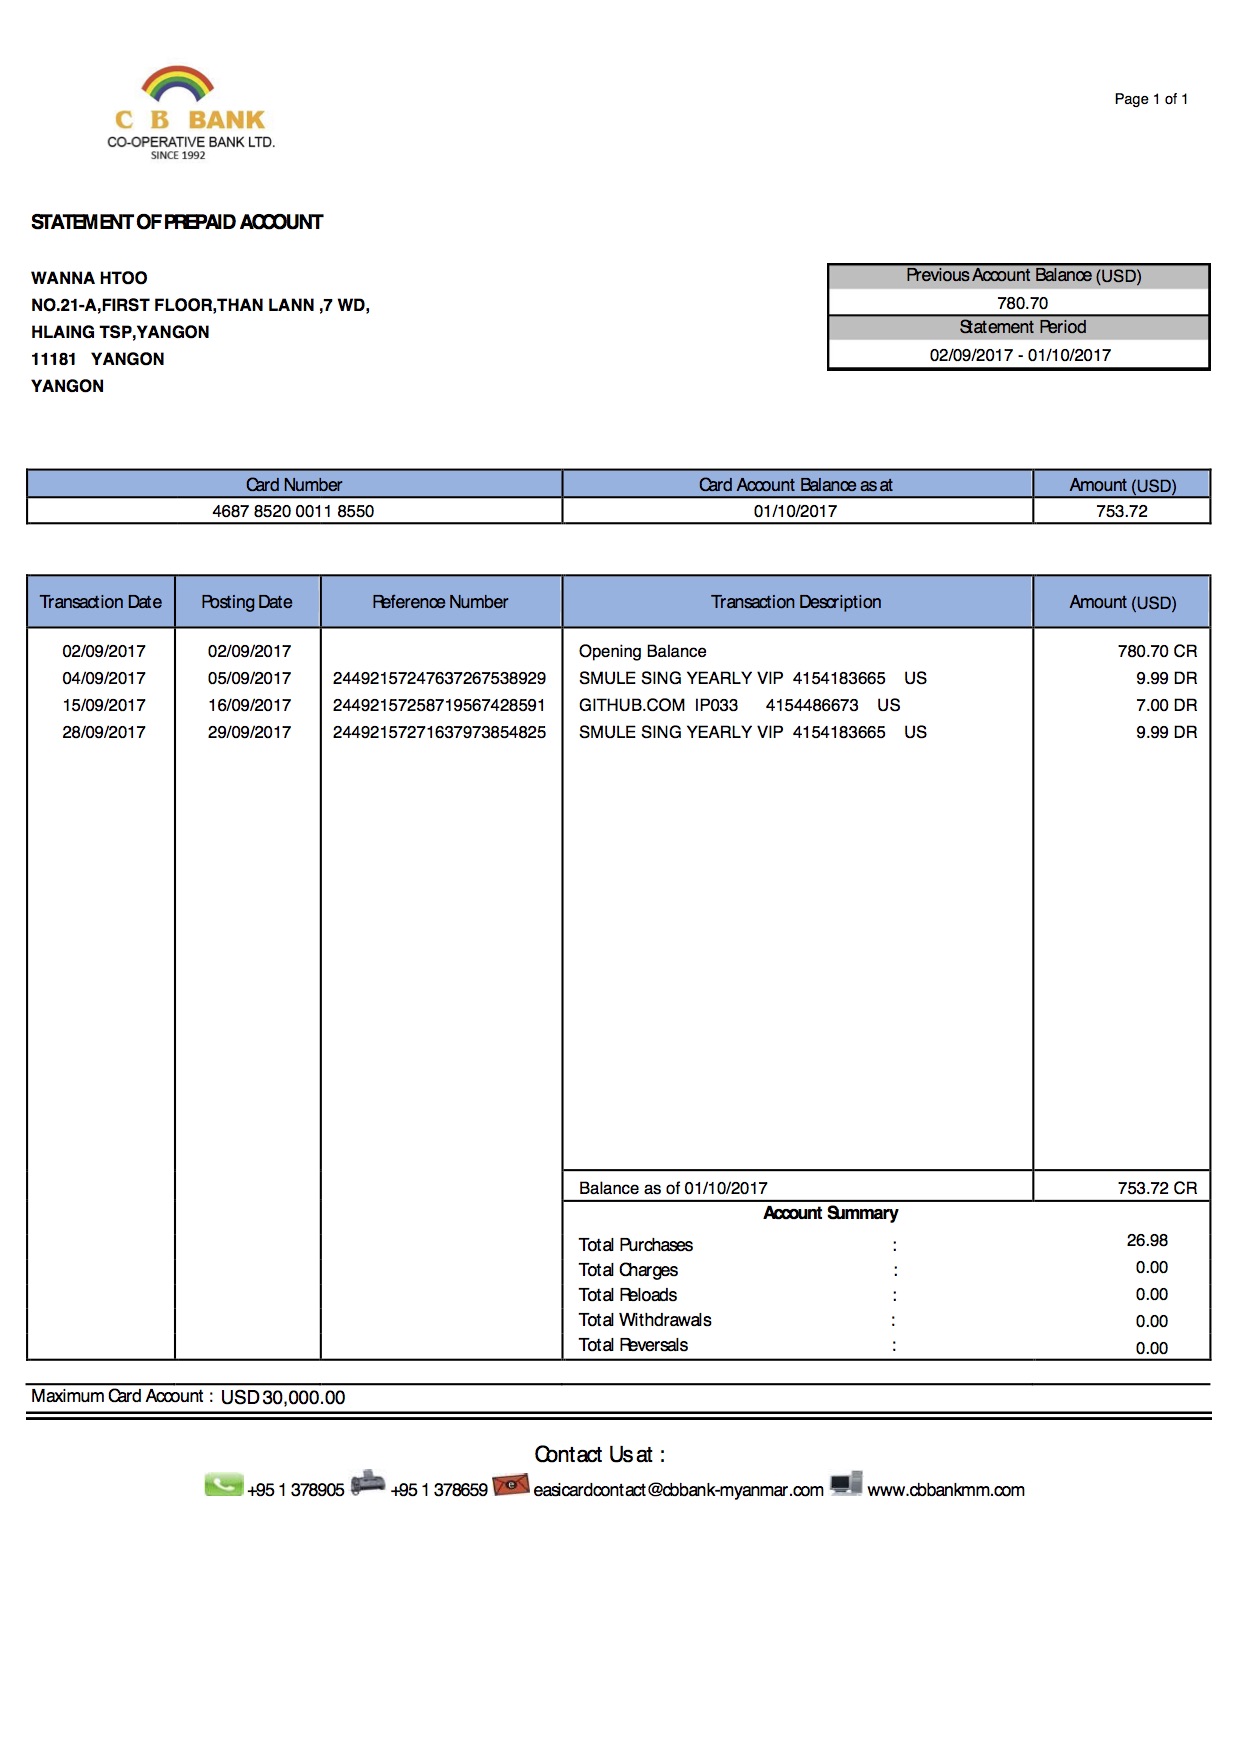 C B BANK
CO-OPERATIVE BANK LTD.
SINCE 1992
Page 1 of 1
STATEMENT OF PREPAID ACCOUNT
WANNA HTOO
NO.21-A,FIRST FLOOR,THAN LANN ,7 WD,
HLAING TSP,YANGON
11181 YANGON
YANGON
Previous Account Balance (USD)
780.70
Statement Period
02/09/2017 - 01/10/2017
Card Number Card Account Balance as at Amount (USD)
4687 8520 0011 8550 01/10/2017 753.72
Transaction Date Posting Date Reference Number Transaction Description Amount (USD)
02/09/2017 02/09/2017 Opening Balance 780.70 CR
04/09/2017 05/09/2017 24492157247637267538929 SMULE SING YEARLY VIP 4154183665 US 9.99 DR
15/09/2017 16/09/2017 24492157258719567428591 GITHUB.COM IP033 4154486673 US 7.00 DR
28/09/2017 29/09/2017 24492157271637973854825 SMULE SING YEARLY VIP 4154183665 US 9.99 DR
Balance as of 01/10/2017 753.72 CR
Account Summary
Total Purchases : 26.98
Total Charges : 0.00
Total Reloads : 0.00
Total Withdrawals : 0.00
Total Reversals : 0.00
Maximum Card Account : USD 30,000.00
Contact Us at :
+95 1 378905 +95 1 378659 easicardcontact@cbbank-myanmar.com www.cbbankmm.com